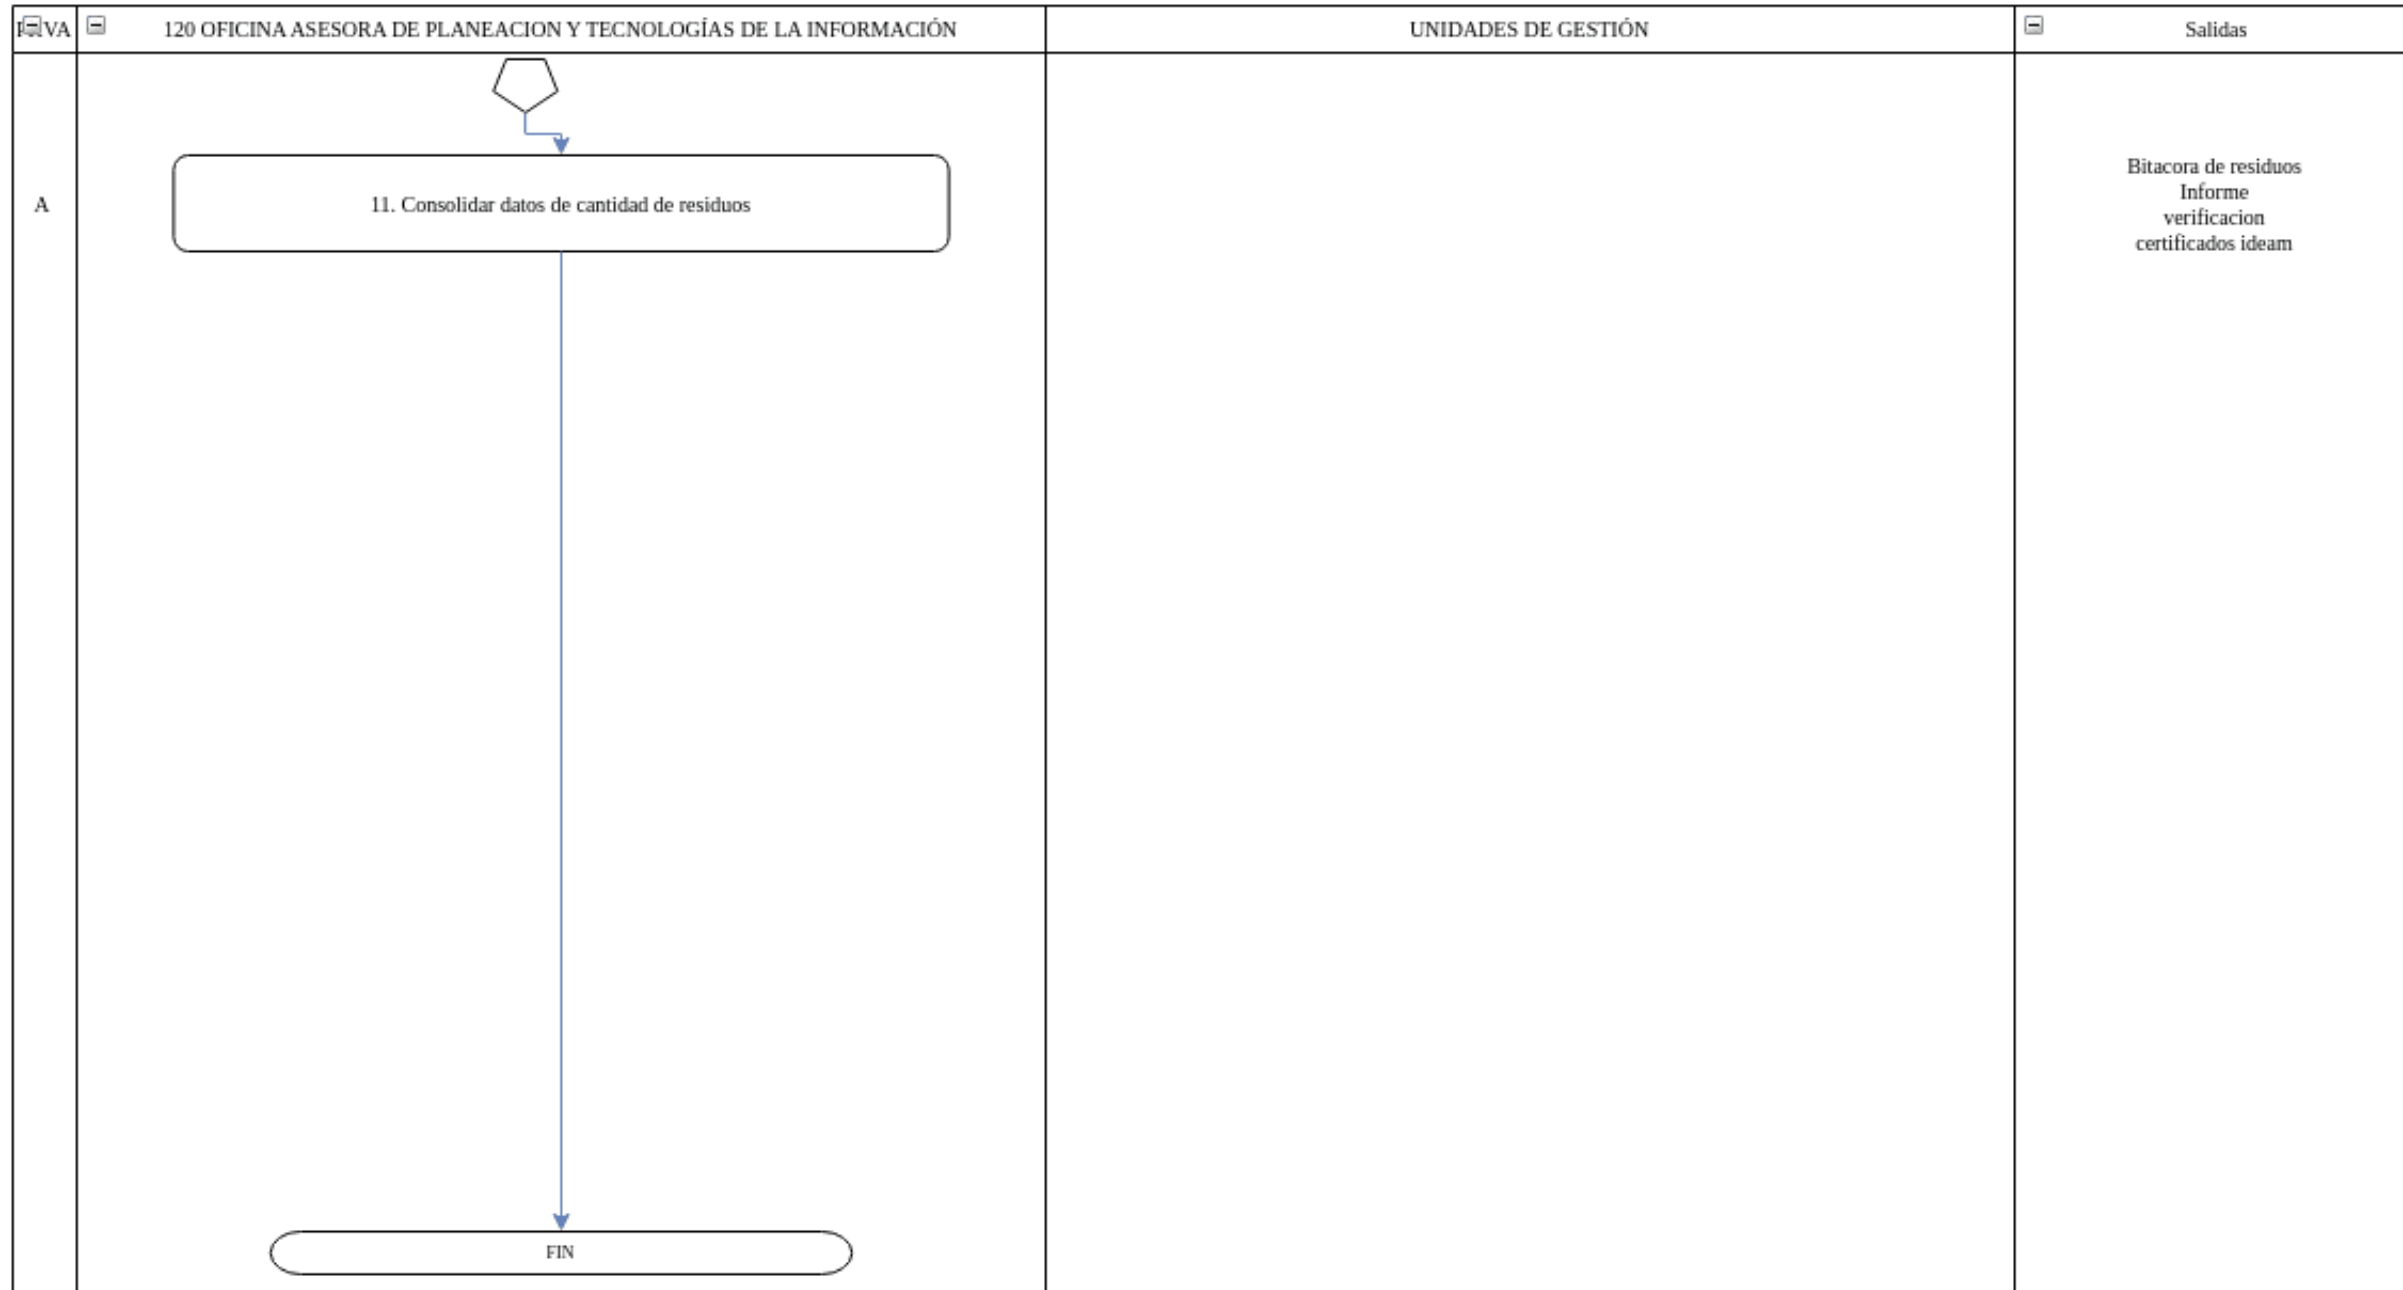 120 OFICINA ASESORA DE PLANEACION Y TECNOLOGÍAS DE LA INFORMACIÓN
UNIDADES DE GESTIÓN
Salidas
A
11. Consolidar datos de cantidad de residuos
Bitacora de residuos
Informe
verificacion
certificados ideam
FIN